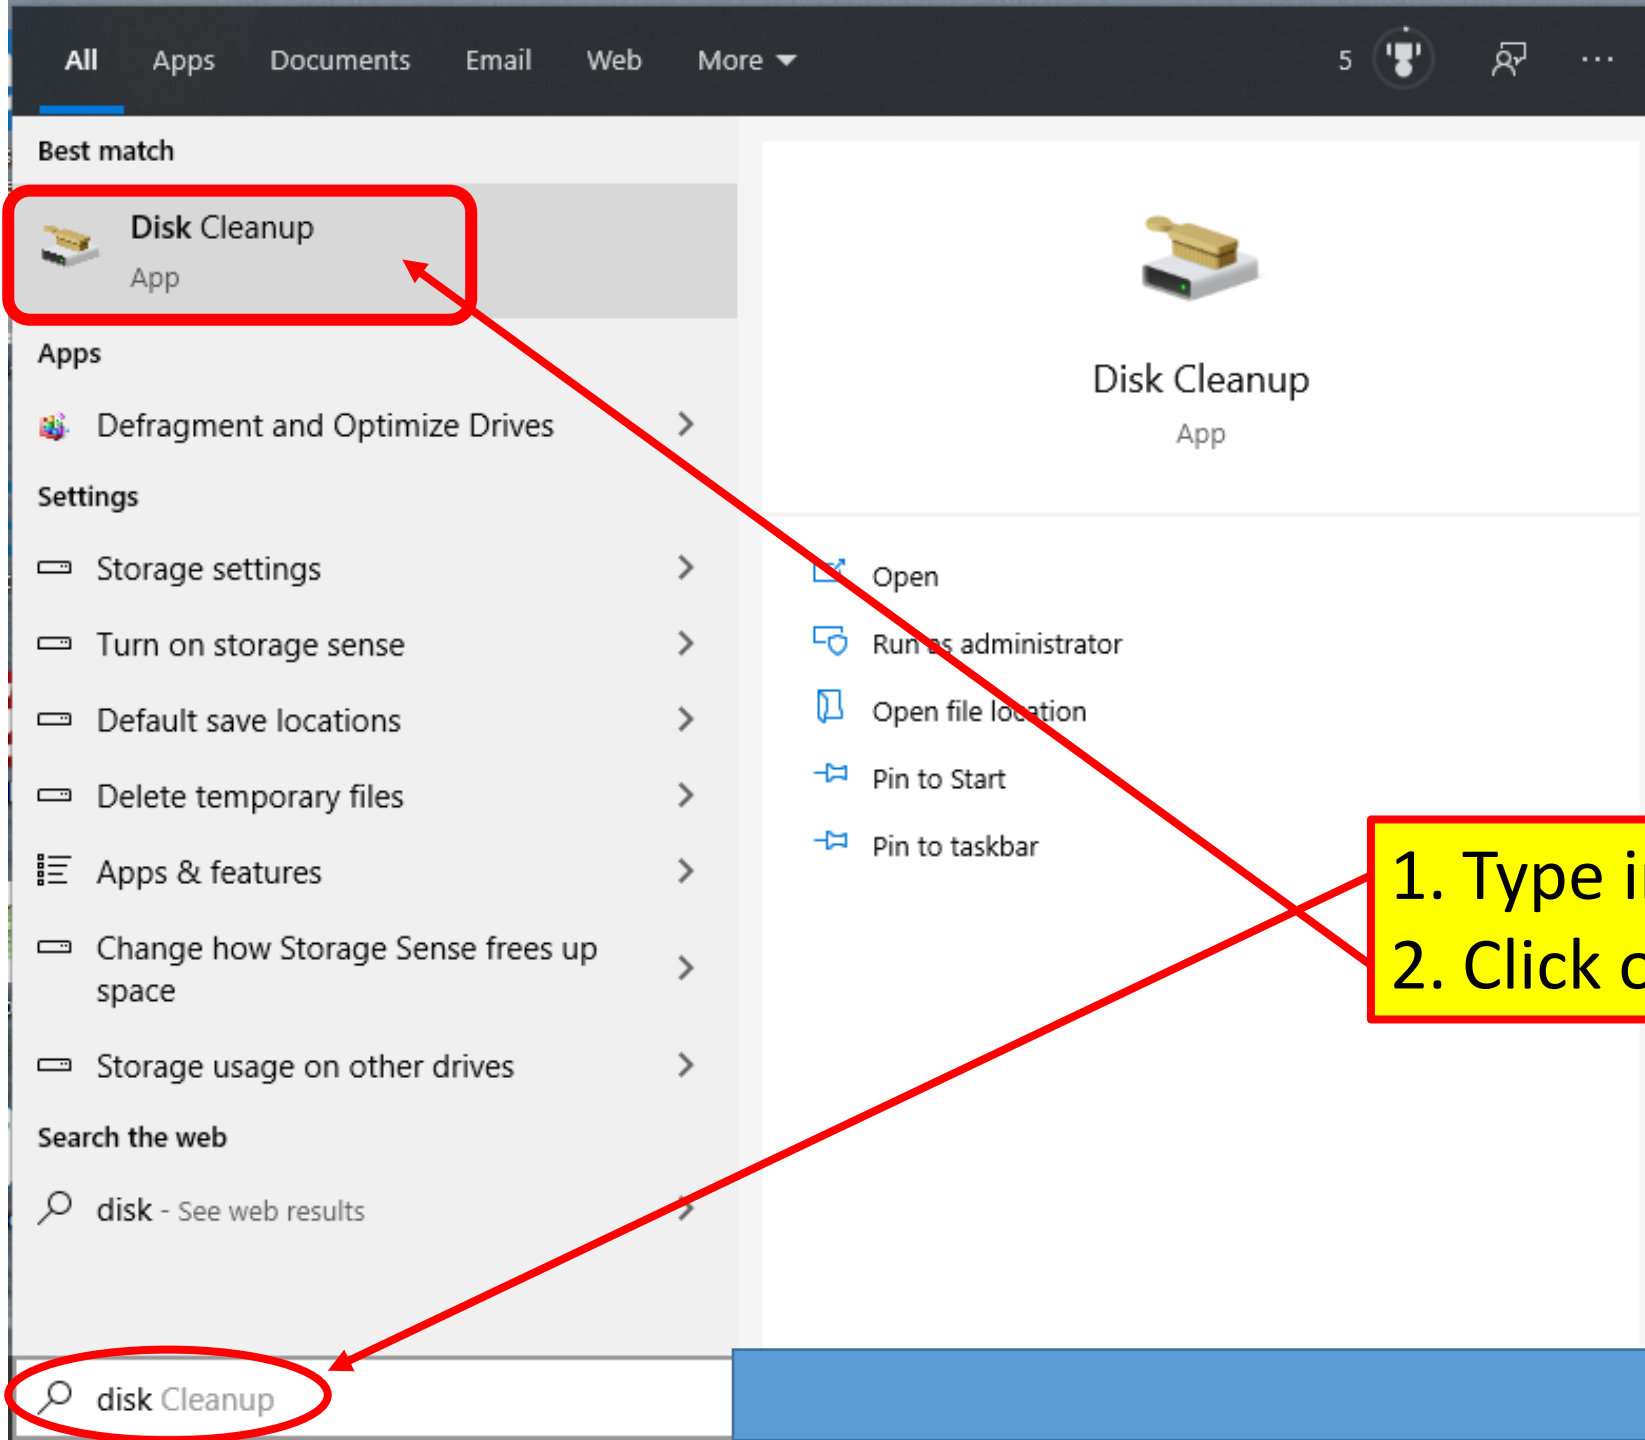 All Apps Documents Email Web More 5 ...
Best match
Disk Cleanup
App
Apps
Defragment and Optimize Drives
Settings
Storage settings
Turn on storage sense
Default save locations
Delete temporary files
Apps & features
Change how Storage Sense frees up
space
Storage usage on other drives
Search the web
disk - See web results
disk Cleanup
Disk Cleanup
App
Open
Run as administrator
Open file location
Pin to Start
Pin to taskbar
1. Type
2. Click